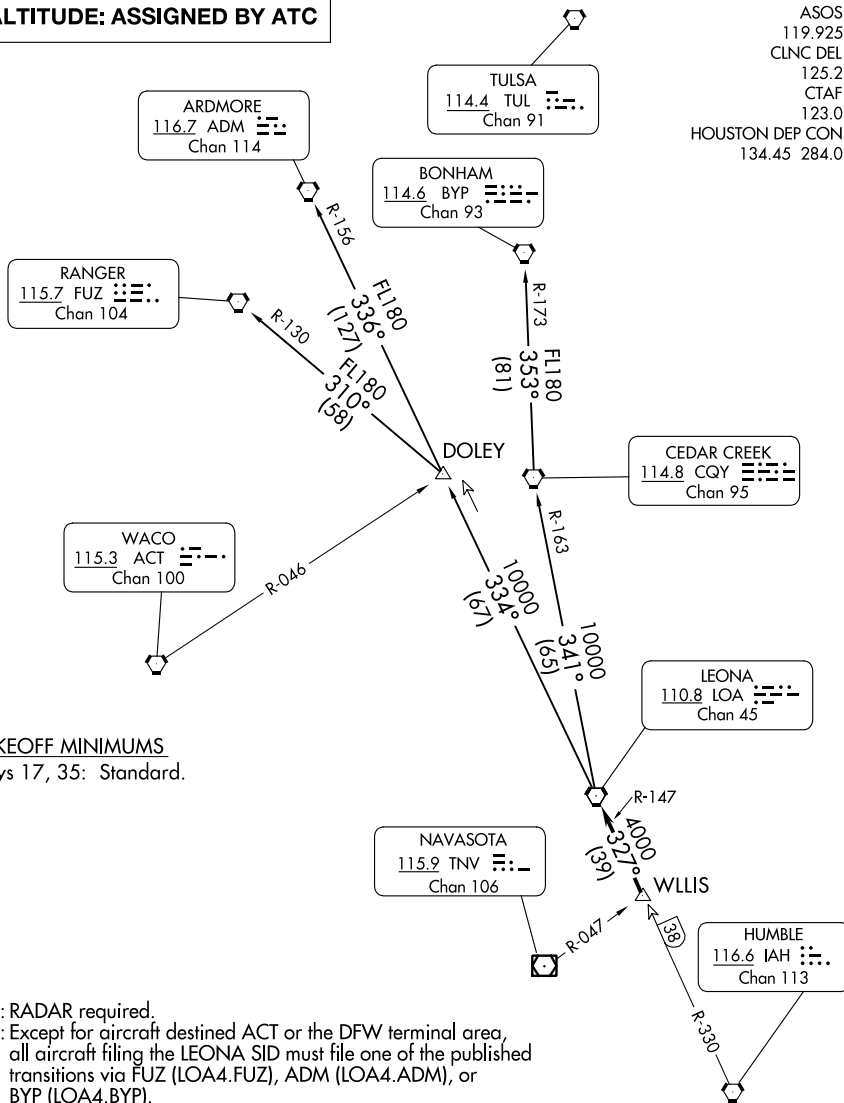 ALTITUDE: ASSIGNED BY ATC
ASOS
119.925
CLNC DEL
125.2
CTAF
123.0
HOUSTON DEP CON
134.45 284.0
TULSA
114.4 TUL
Chan 91
ARDMORE
116.7 ADM
Chan 114
BONHAM
114.6 BYP
Chan 93
RANGER
115.7 FUZ
Chan 104
R-156
R-130
R-173
FL180
336°
(127)
FL180
310°
(58)
FL180
353°
(81)
DOLEY
CEDAR CREEK
114.8 CQY
Chan 95
R-163
WACO
115.3 ACT
Chan 100
R-046
10000
334°
(67)
10000
341°
(65)
LEONA
110.8 LOA
Chan 45
KEOFF MINIMUMS
ys 17, 35: Standard.
R-147
4000
327°
(39)
WLLIS
NAVASOTA
115.9 TNV
Chan 106
R-047
38
HUMBLE
116.6 IAH
Chan 113
R-330
: RADAR required.
: Except for aircraft destined ACT or the DFW terminal area,
all aircraft filing the LEONA SID must file one of the published
transitions via FUZ (LOA4.FUZ), ADM (LOA4.ADM), or
BYP (LOA4.BYP).